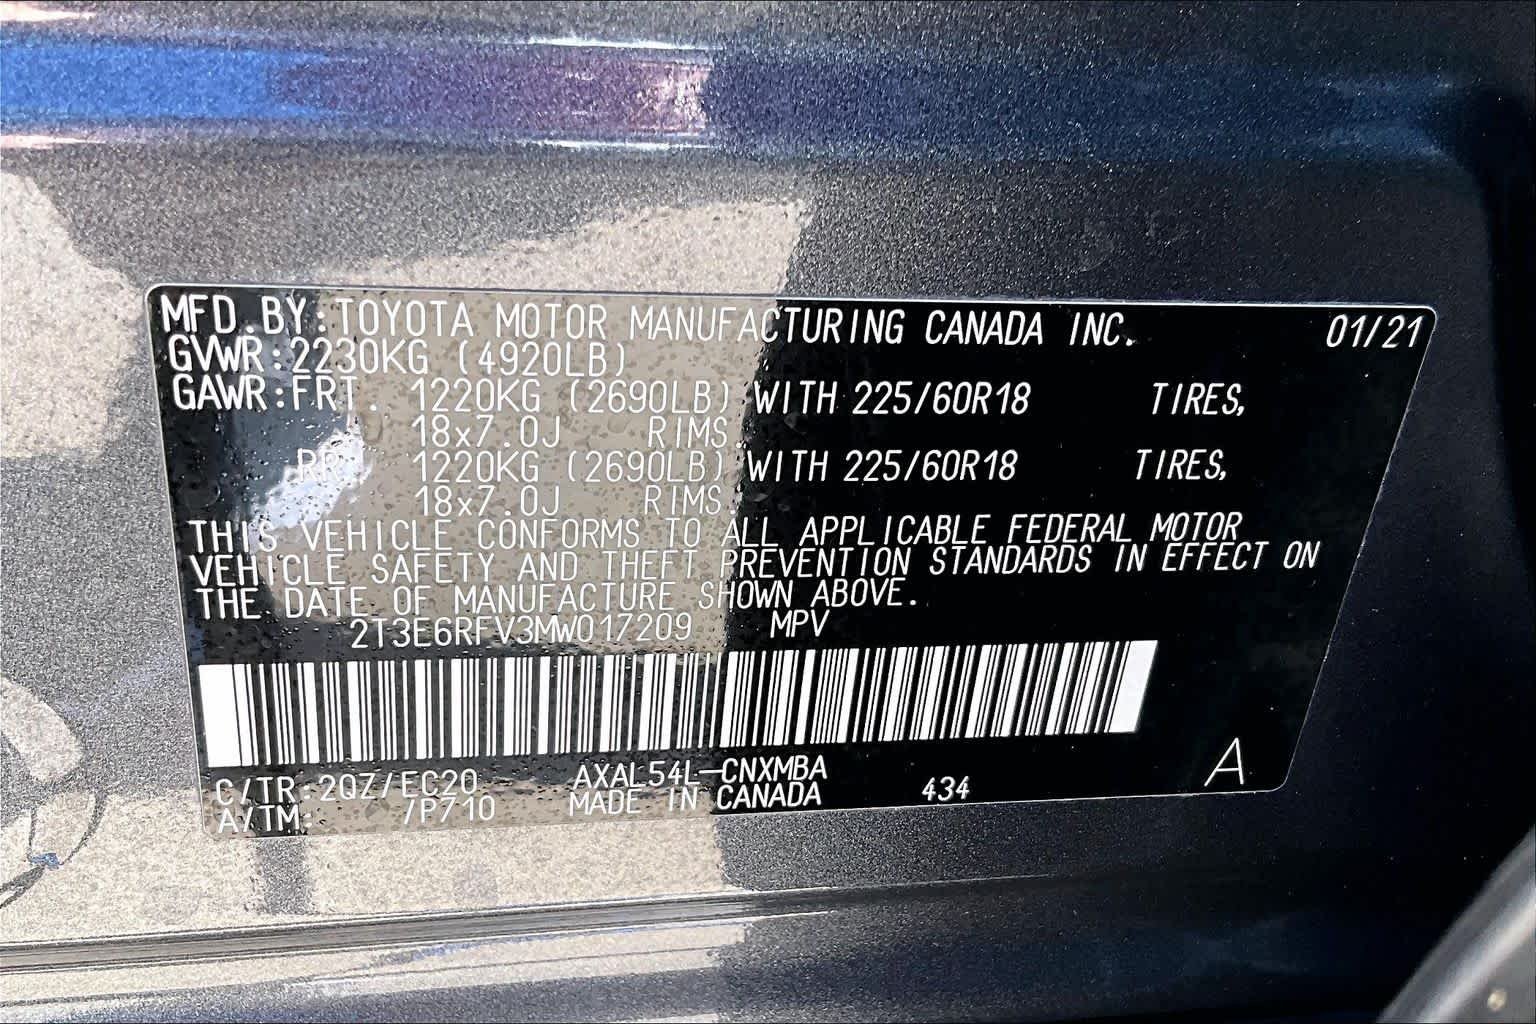 MFD.BY:TOYOTA MOTOR MANUFACTURING CANADA INC. 01/21
GVWR:2230KG (4920LB)
GAWR:FRT. 1220KG (2690LB) WITH 225/60R18 TIRES,
18x7.0J RIMS.
RR. 1220KG (2690LB) WITH 225/60R18 TIRES,
18x7.0J RIMS.
THIS VEHICLE CONFORMS TO ALL APPLICABLE FEDERAL MOTOR
VEHICLE SAFETY AND THEFT PREVENTION STANDARDS IN EFFECT ON
THE DATE OF MANUFACTURE SHOWN ABOVE.
2T3E6RFV3MW017209 MPV
C/TR:2QZ/EC20 AXAL54L-CNXMBA
A/TM: /P710 MADE IN CANADA 434 A